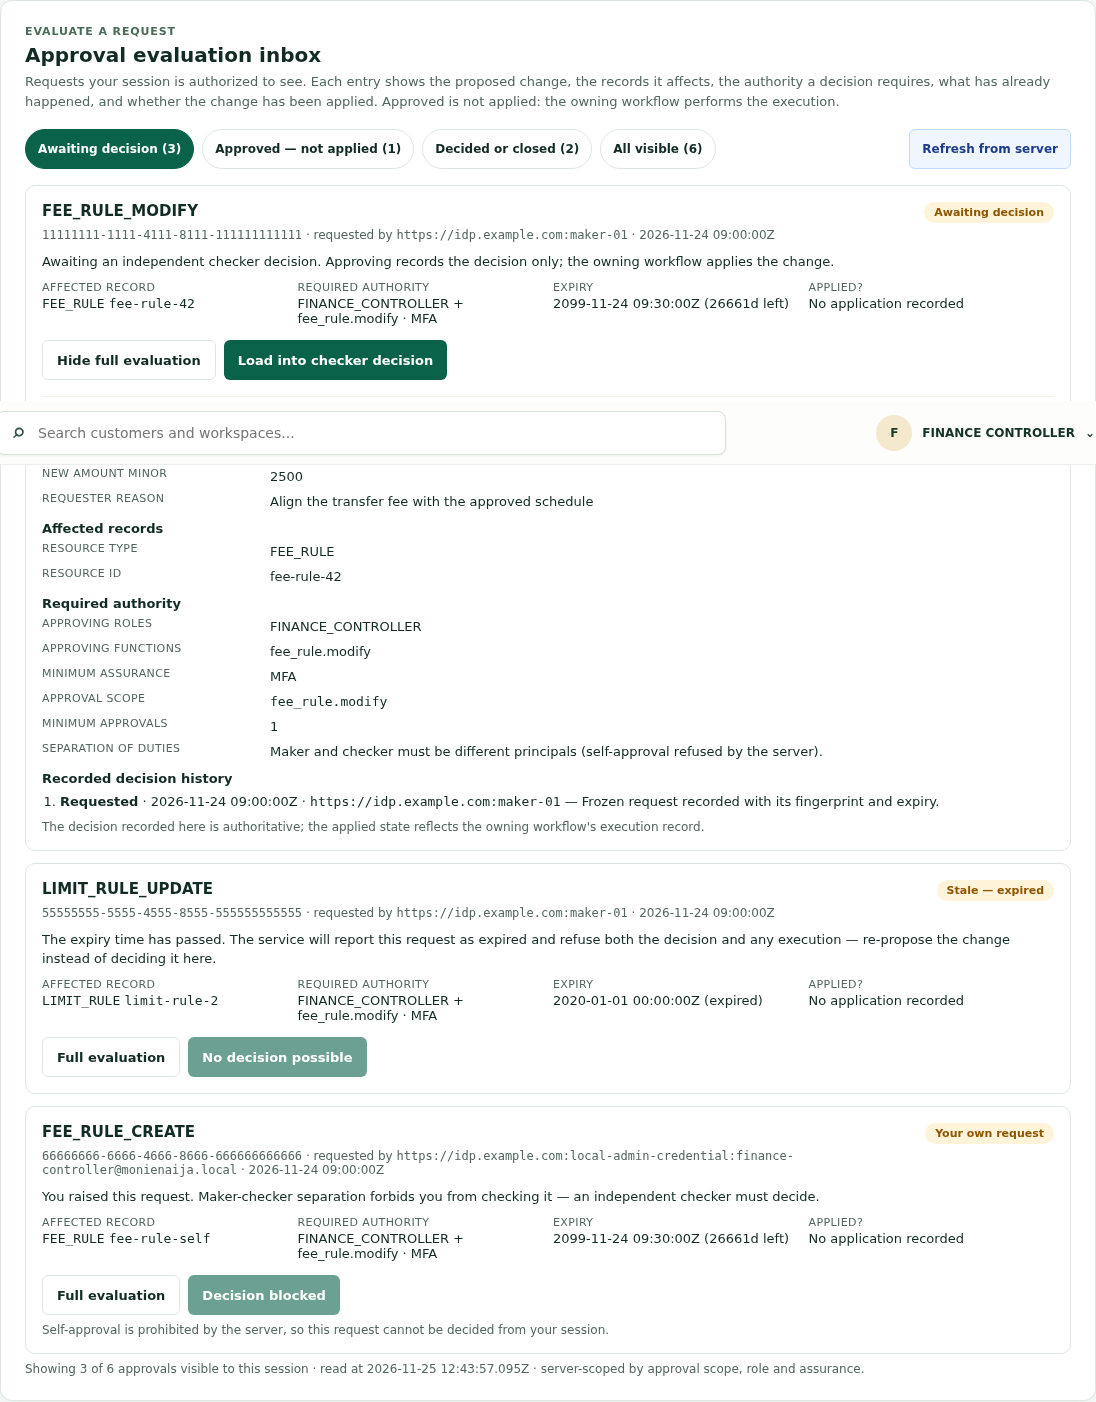 EVALUATE A REQUEST
Approval evaluation inbox
Requests your session is authorized to see. Each entry shows the proposed change, the records it affects, the authority a decision requires, what has already
happened, and whether the change has been applied. Approved is not applied: the owning workflow performs the execution.
Awaiting decision (3) Approved — not applied (1) Decided or closed (2) All visible (6) Refresh from server
FEE_RULE_MODIFY Awaiting decision
11111111-1111-4111-8111-111111111111 · requested by https://idp.example.com:maker-01 · 2026-11-24 09:00:00Z
Awaiting an independent checker decision. Approving records the decision only; the owning workflow applies the change.
AFFECTED RECORD REQUIRED AUTHORITY EXPIRY APPLIED?
FEE_RULE fee-rule-42 FINANCE_CONTROLLER + 2099-11-24 09:30:00Z (26661d left) No application recorded
fee_rule.modify · MFA
Hide full evaluation Load into checker decision
Search customers and workspaces... F FINANCE CONTROLLER
NEW AMOUNT MINOR 2500
REQUESTER REASON Align the transfer fee with the approved schedule
Affected records
RESOURCE TYPE FEE_RULE
RESOURCE ID fee-rule-42
Required authority
APPROVING ROLES FINANCE_CONTROLLER
APPROVING FUNCTIONS fee_rule.modify
MINIMUM ASSURANCE MFA
APPROVAL SCOPE fee_rule.modify
MINIMUM APPROVALS 1
SEPARATION OF DUTIES Maker and checker must be different principals (self-approval refused by the server).
Recorded decision history
1. Requested · 2026-11-24 09:00:00Z · https://idp.example.com:maker-01 — Frozen request recorded with its fingerprint and expiry.
The decision recorded here is authoritative; the applied state reflects the owning workflow's execution record.
LIMIT_RULE_UPDATE Stale — expired
55555555-5555-4555-8555-555555555555 · requested by https://idp.example.com:maker-01 · 2026-11-24 09:00:00Z
The expiry time has passed. The service will report this request as expired and refuse both the decision and any execution — re-propose the change
instead of deciding it here.
AFFECTED RECORD REQUIRED AUTHORITY EXPIRY APPLIED?
LIMIT_RULE limit-rule-2 FINANCE_CONTROLLER + 2020-01-01 00:00:00Z (expired) No application recorded
fee_rule.modify · MFA
Full evaluation No decision possible
FEE_RULE_CREATE Your own request
66666666-6666-4666-8666-666666666666 · requested by https://idp.example.com:local-admin-credential:finance-
controller@monienaija.local · 2026-11-24 09:00:00Z
You raised this request. Maker-checker separation forbids you from checking it — an independent checker must decide.
AFFECTED RECORD REQUIRED AUTHORITY EXPIRY APPLIED?
FEE_RULE fee-rule-self FINANCE_CONTROLLER + 2099-11-24 09:30:00Z (26661d left) No application recorded
fee_rule.modify · MFA
Full evaluation Decision blocked
Self-approval is prohibited by the server, so this request cannot be decided from your session.
Showing 3 of 6 approvals visible to this session · read at 2026-11-25 12:43:57.095Z · server-scoped by approval scope, role and assurance.